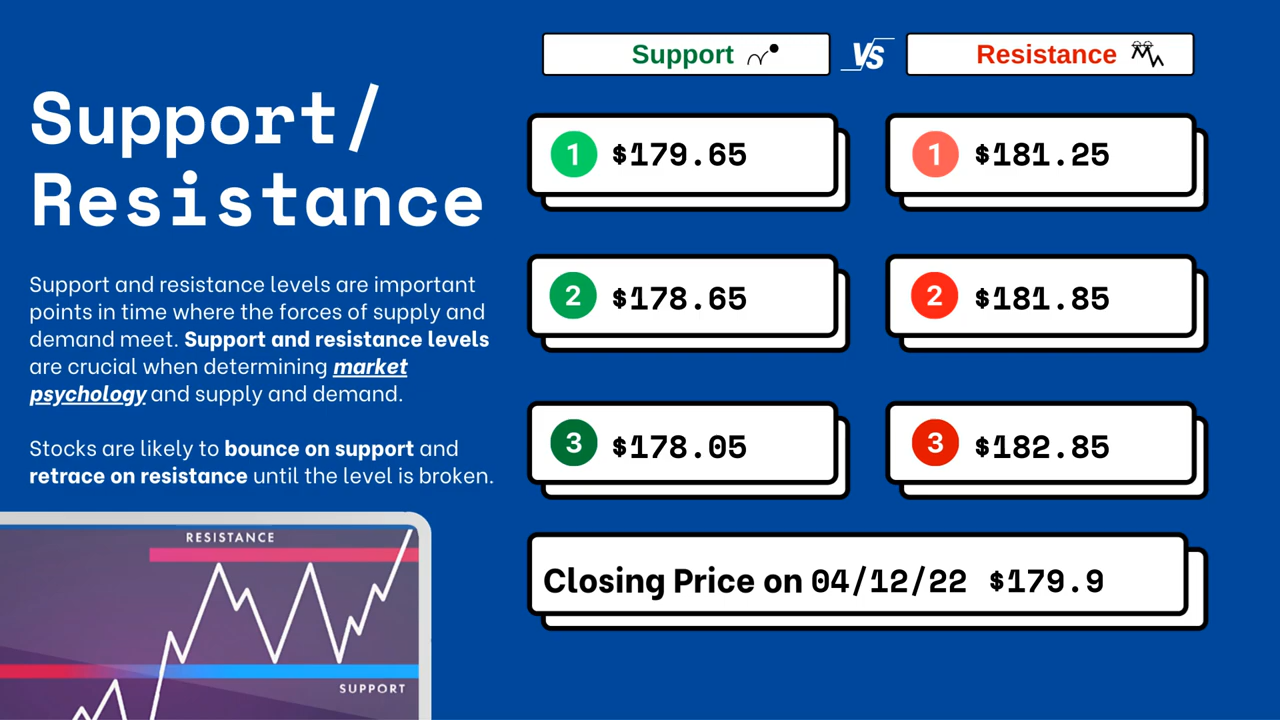 Support/
Resistance
Support and resistance levels are important
points in time where the forces of supply and
demand meet. Support and resistance levels
are crucial when determining market
psychology and supply and demand.
Stocks are likely to bounce on support and
retrace on resistance until the level is broken.
RESISTANCE
SUPPORT
Support VS Resistance
1 $179.65
1 $181.25
2 $178.65
2 $181.85
3 $178.05
3 $182.85
Closing Price on 04/12/22 $179.9